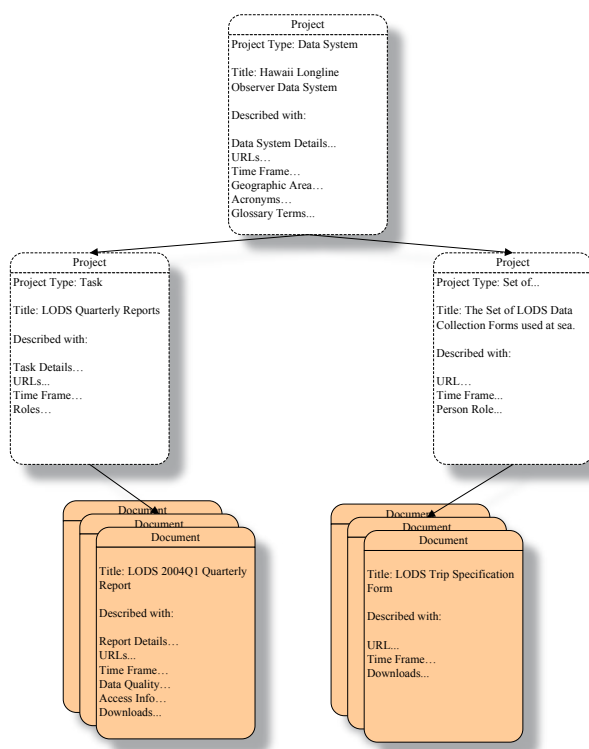 Project
Project Type: Data System
Title: Hawaii Longline
Observer Data System
Described with:
Data System Details...
URLs…
Time Frame…
Geographic Area…
Acronyms…
Glossary Terms...
Project
Project Type: Task
Title: LODS Quarterly Reports
Described with:
Task Details…
URLs...
Time Frame…
Roles…
Project
Project Type: Set of...
Title: The Set of LODS Data
Collection Forms used at sea.
Described with:
URL…
Time Frame...
Person Role...
Document
Document
Document
Title: LODS 2004Q1 Quarterly
Report
Described with:
Report Details…
URLs...
Time Frame…
Data Quality…
Access Info…
Downloads...
Document
Document
Document
Title: LODS Trip Specification
Form
Described with:
URL...
Time Frame…
Downloads...